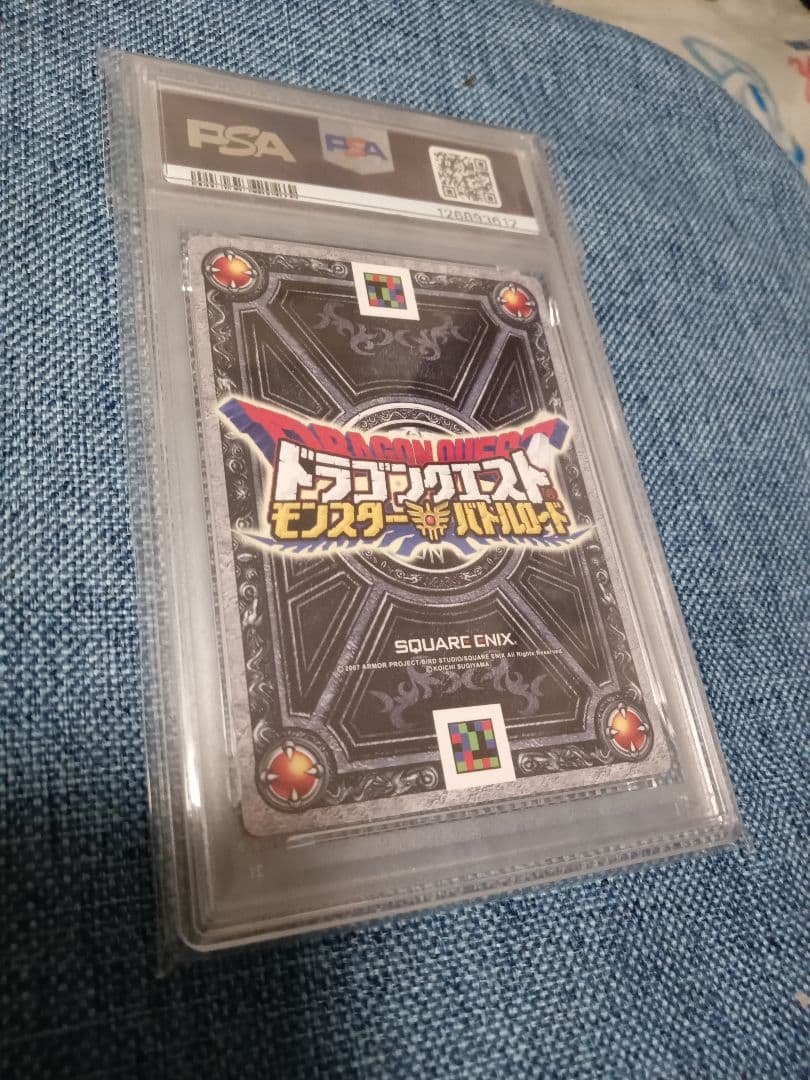 PSA PSA
126893612
DRAGON QUEST
ドラゴンクエスト
モンスター バトルロード
SQUARE ENIX.
© 2007 ARMOR PROJECT/BIRD STUDIO/SQUARE ENIX All Rights Reserved
©KOICHI SUGIYAMA